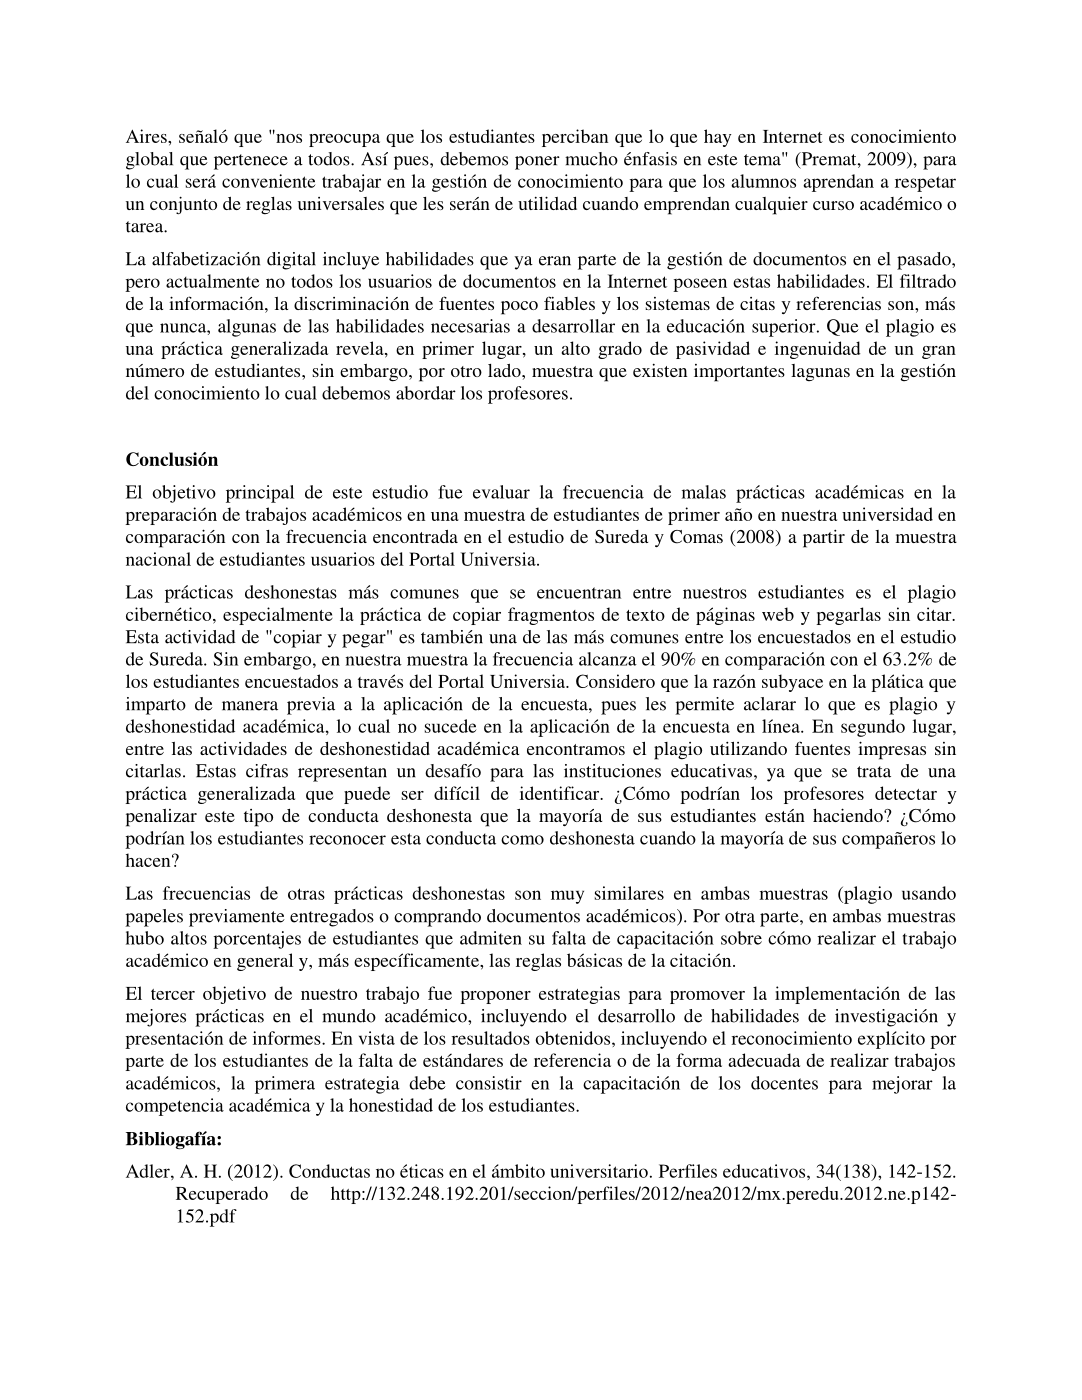 Aires, señaló que "nos preocupa que los estudiantes perciban que lo que hay en Internet es conocimiento
global que pertenece a todos. Así pues, debemos poner mucho énfasis en este tema" (Premat, 2009), para
lo cual será conveniente trabajar en la gestión de conocimiento para que los alumnos aprendan a respetar
un conjunto de reglas universales que les serán de utilidad cuando emprendan cualquier curso académico o
tarea.
La alfabetización digital incluye habilidades que ya eran parte de la gestión de documentos en el pasado,
pero actualmente no todos los usuarios de documentos en la Internet poseen estas habilidades. El filtrado
de la información, la discriminación de fuentes poco fiables y los sistemas de citas y referencias son, más
que nunca, algunas de las habilidades necesarias a desarrollar en la educación superior. Que el plagio es
una práctica generalizada revela, en primer lugar, un alto grado de pasividad e ingenuidad de un gran
número de estudiantes, sin embargo, por otro lado, muestra que existen importantes lagunas en la gestión
del conocimiento lo cual debemos abordar los profesores.
Conclusión
El objetivo principal de este estudio fue evaluar la frecuencia de malas prácticas académicas en la
preparación de trabajos académicos en una muestra de estudiantes de primer año en nuestra universidad en
comparación con la frecuencia encontrada en el estudio de Sureda y Comas (2008) a partir de la muestra
nacional de estudiantes usuarios del Portal Universia.
Las prácticas deshonestas más comunes que se encuentran entre nuestros estudiantes es el plagio
cibernético, especialmente la práctica de copiar fragmentos de texto de páginas web y pegarlas sin citar.
Esta actividad de "copiar y pegar" es también una de las más comunes entre los encuestados en el estudio
de Sureda. Sin embargo, en nuestra muestra la frecuencia alcanza el 90% en comparación con el 63.2% de
los estudiantes encuestados a través del Portal Universia. Considero que la razón subyace en la plática que
imparto de manera previa a la aplicación de la encuesta, pues les permite aclarar lo que es plagio y
deshonestidad académica, lo cual no sucede en la aplicación de la encuesta en línea. En segundo lugar,
entre las actividades de deshonestidad académica encontramos el plagio utilizando fuentes impresas sin
citarlas. Estas cifras representan un desafío para las instituciones educativas, ya que se trata de una
práctica generalizada que puede ser difícil de identificar. ¿Cómo podrían los profesores detectar y
penalizar este tipo de conducta deshonesta que la mayoría de sus estudiantes están haciendo? ¿Cómo
podrían los estudiantes reconocer esta conducta como deshonesta cuando la mayoría de sus compañeros lo
hacen?
Las frecuencias de otras prácticas deshonestas son muy similares en ambas muestras (plagio usando
papeles previamente entregados o comprando documentos académicos). Por otra parte, en ambas muestras
hubo altos porcentajes de estudiantes que admiten su falta de capacitación sobre cómo realizar el trabajo
académico en general y, más específicamente, las reglas básicas de la citación.
El tercer objetivo de nuestro trabajo fue proponer estrategias para promover la implementación de las
mejores prácticas en el mundo académico, incluyendo el desarrollo de habilidades de investigación y
presentación de informes. En vista de los resultados obtenidos, incluyendo el reconocimiento explícito por
parte de los estudiantes de la falta de estándares de referencia o de la forma adecuada de realizar trabajos
académicos, la primera estrategia debe consistir en la capacitación de los docentes para mejorar la
competencia académica y la honestidad de los estudiantes.
Bibliogafía:
Adler, A. H. (2012). Conductas no éticas en el ámbito universitario. Perfiles educativos, 34(138), 142-152.
Recuperado de http://132.248.192.201/seccion/perfiles/2012/nea2012/mx.peredu.2012.ne.p142-
152.pdf